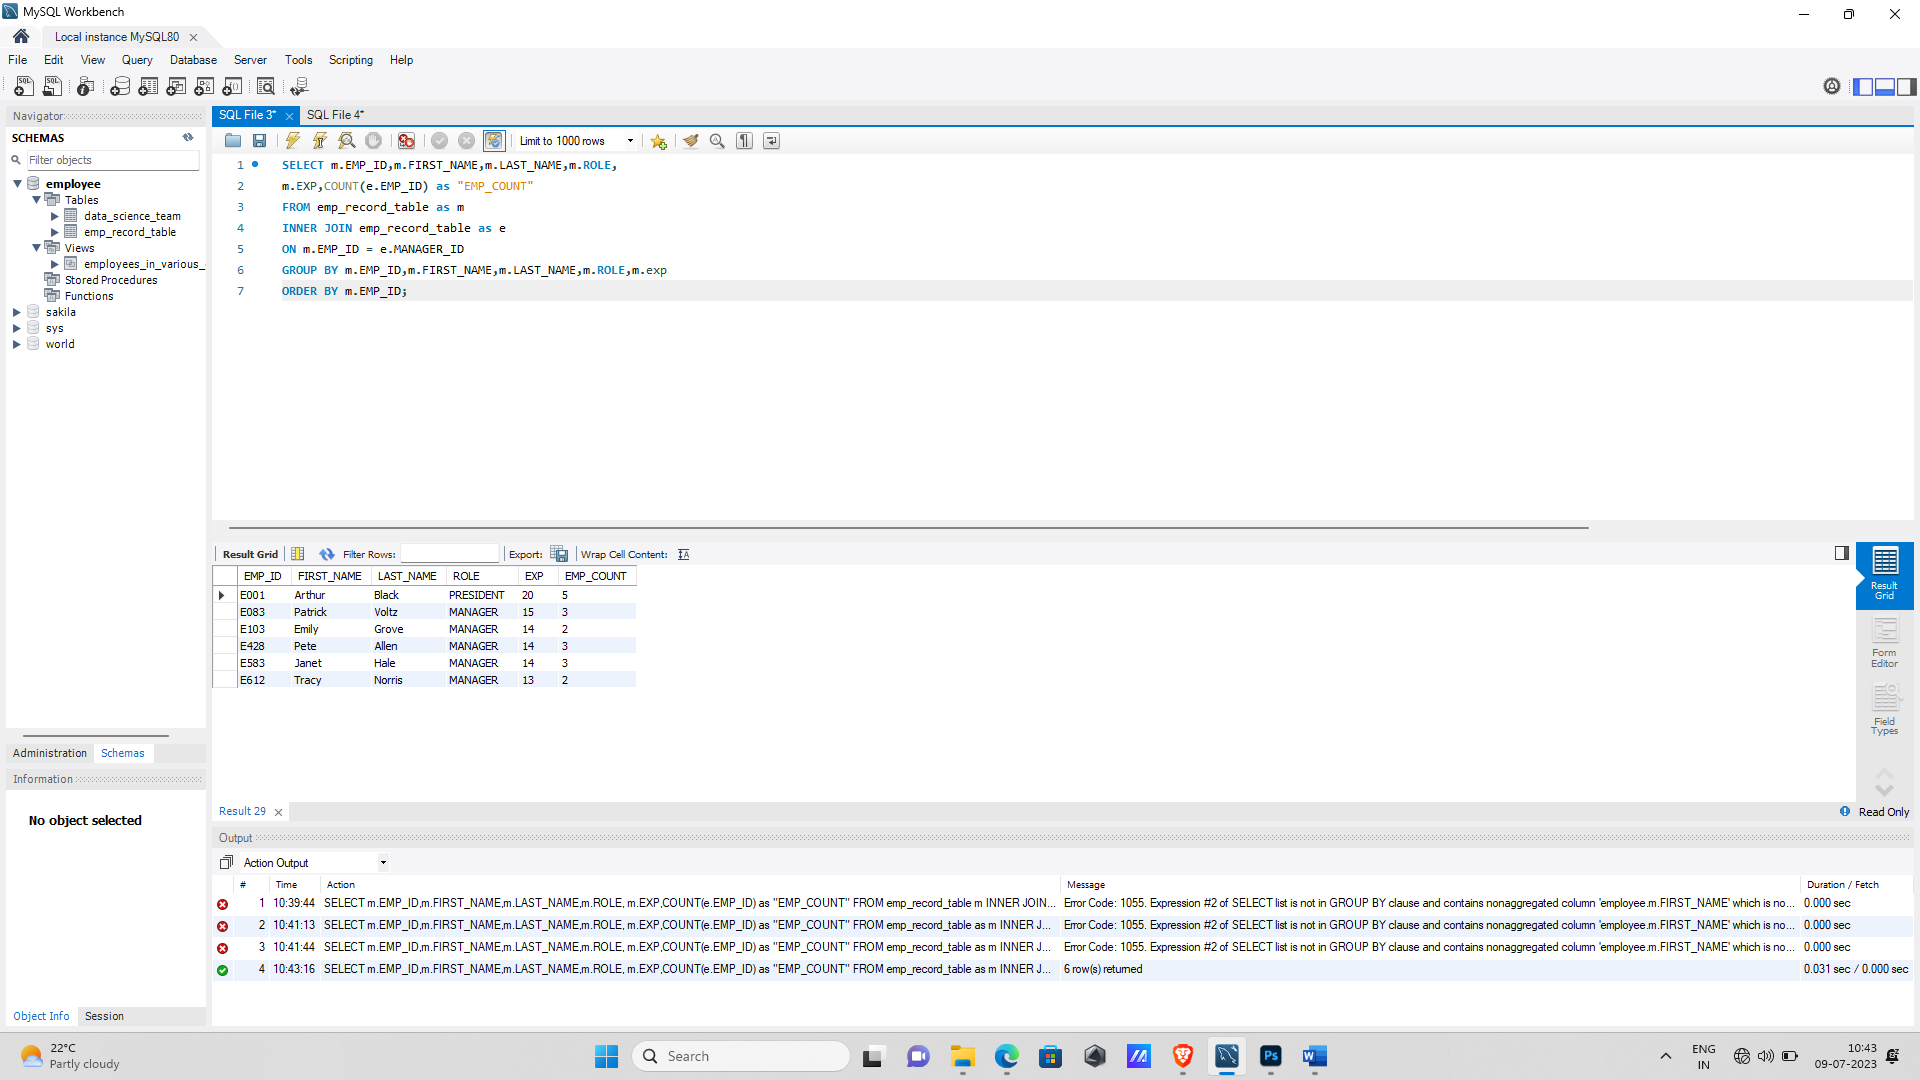 MySQL Workbench
Local instance MySQL80
File Edit View Query Database Server Tools Scripting Help
Navigator
SQL File 3* SQL File 4*
SCHEMAS
Filter objects
Limit to 1000 rows
employee
Tables
data_science_team
emp_record_table
Views
employees_in_various_
Stored Procedures
Functions
sakila
sys
world
1 SELECT m.EMP_ID,m.FIRST_NAME,m.LAST_NAME,m.ROLE,
2 m.EXP,COUNT(e.EMP_ID) as "EMP_COUNT"
3 FROM emp_record_table as m
4 INNER JOIN emp_record_table as e
5 ON m.EMP_ID = e.MANAGER_ID
6 GROUP BY m.EMP_ID,m.FIRST_NAME,m.LAST_NAME,m.ROLE,m.exp
7 ORDER BY m.EMP_ID;
Result Grid Filter Rows: Export: Wrap Cell Content:
EMP_ID FIRST_NAME LAST_NAME ROLE EXP EMP_COUNT
E001 Arthur Black PRESIDENT 20 5
E083 Patrick Voltz MANAGER 15 3
E103 Emily Grove MANAGER 14 2
E428 Pete Allen MANAGER 14 3
E583 Janet Hale MANAGER 14 3
E612 Tracy Norris MANAGER 13 2
Result
Grid
Form
Editor
Field
Types
Administration Schemas
Information
No object selected
Result 29
Read Only
Output
Action Output
# Time Action Message Duration / Fetch
1 10:39:44 SELECT m.EMP_ID,m.FIRST_NAME,m.LAST_NAME,m.ROLE, m.EXP,COUNT(e.EMP_ID) as "EMP_COUNT" FROM emp_record_table m INNER JOIN... Error Code: 1055. Expression #2 of SELECT list is not in GROUP BY clause and contains nonaggregated column 'employee.m.FIRST_NAME' which is no... 0.000 sec
2 10:41:13 SELECT m.EMP_ID,m.FIRST_NAME,m.LAST_NAME,m.ROLE, m.EXP,COUNT(e.EMP_ID) as "EMP_COUNT" FROM emp_record_table as m INNER J... Error Code: 1055. Expression #2 of SELECT list is not in GROUP BY clause and contains nonaggregated column 'employee.m.FIRST_NAME' which is no... 0.000 sec
3 10:41:44 SELECT m.EMP_ID,m.FIRST_NAME,m.LAST_NAME,m.ROLE, m.EXP,COUNT(e.EMP_ID) as "EMP_COUNT" FROM emp_record_table as m INNER J... Error Code: 1055. Expression #2 of SELECT list is not in GROUP BY clause and contains nonaggregated column 'employee.m.FIRST_NAME' which is no... 0.000 sec
4 10:43:16 SELECT m.EMP_ID,m.FIRST_NAME,m.LAST_NAME,m.ROLE, m.EXP,COUNT(e.EMP_ID) as "EMP_COUNT" FROM emp_record_table as m INNER J... 6 row(s) returned 0.031 sec / 0.000 sec
Object Info Session
22°C
Partly cloudy
Search
Ps
W
ENG
IN
10:43
09-07-2023